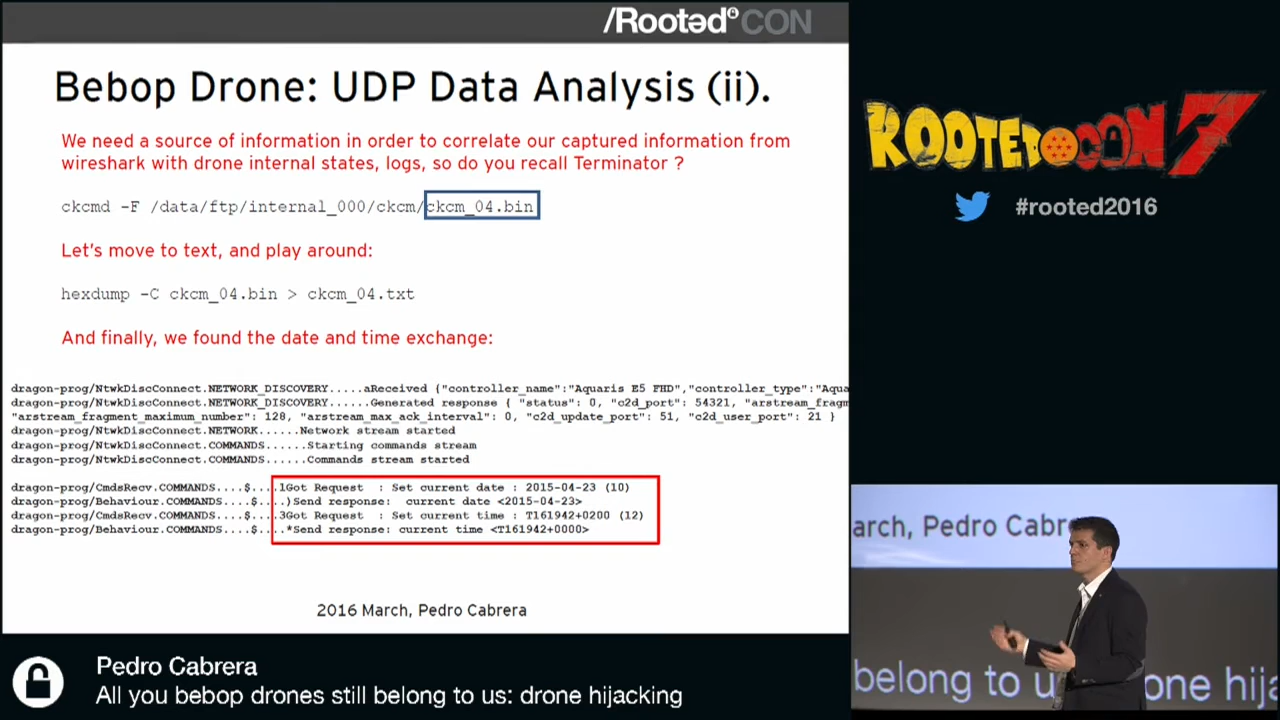 /Rootəd CON
Bebop Drone: UDP Data Analysis (ii).
We need a source of information in order to correlate our captured information from
wireshark with drone internal states, logs, so do you recall Terminator ?
ckcmd -F /data/ftp/internal_000/ckcm/ckcm_04.bin
Let's move to text, and play around:
hexdump -C ckcm_04.bin > ckcm_04.txt
And finally, we found the date and time exchange:
dragon-prog/NtwkDiscConnect.NETWORK_DISCOVERY.....aReceived {"controller_name":"Aquaris E5 FHD","controller_type":"Aqua
dragon-prog/NtwkDiscConnect.NETWORK_DISCOVERY......Generated response { "status": 0, "c2d_port": 54321, "arstream_fragm
"arstream_fragment_maximum_number": 128, "arstream_max_ack_interval": 0, "c2d_update_port": 51, "c2d_user_port": 21 }
dragon-prog/NtwkDiscConnect.NETWORK......Network stream started
dragon-prog/NtwkDiscConnect.COMMANDS......Starting commands stream
dragon-prog/NtwkDiscConnect.COMMANDS......Commands stream started
dragon-prog/CmdsRecv.COMMANDS....$....1Got Request : Set current date : 2015-04-23 (10)
dragon-prog/Behaviour.COMMANDS....$....)Send response: current date <2015-04-23>
dragon-prog/CmdsRecv.COMMANDS....$....3Got Request : Set current time : T161942+0200 (12)
dragon-prog/Behaviour.COMMANDS....$....*Send response: current time <T161942+0000>
2016 March, Pedro Cabrera
ROOTED CON 7
#rooted2016
arch, Pedro Cabre
belong to u one hija
Pedro Cabrera
All you bebop drones still belong to us: drone hijacking